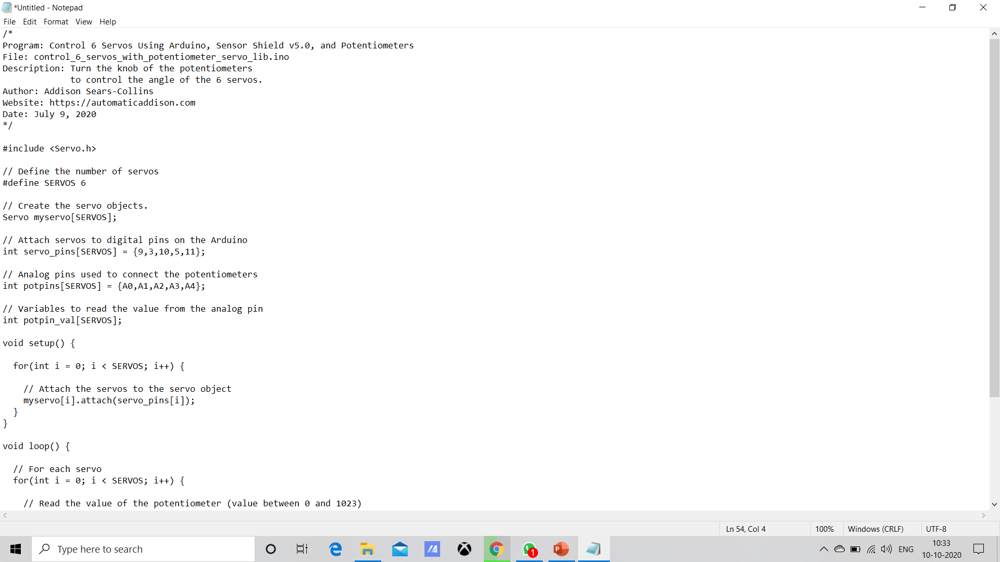 *Untitled - Notepad
File Edit Format View Help
/*
Program: Control 6 Servos Using Arduino, Sensor Shield v5.0, and Potentiometers
File: control_6_servos_with_potentiometer_servo_lib.ino
Description: Turn the knob of the potentiometers
             to control the angle of the 6 servos.
Author: Addison Sears-Collins
Website: https://automaticaddison.com
Date: July 9, 2020
*/

#include <Servo.h>

// Define the number of servos
#define SERVOS 6

// Create the servo objects.
Servo myservo[SERVOS];

// Attach servos to digital pins on the Arduino
int servo_pins[SERVOS] = {9,3,10,5,11};

// Analog pins used to connect the potentiometers
int potpins[SERVOS] = {A0,A1,A2,A3,A4};

// Variables to read the value from the analog pin
int potpin_val[SERVOS];

void setup() {

  for(int i = 0; i < SERVOS; i++) {

    // Attach the servos to the servo object
    myservo[i].attach(servo_pins[i]);
  }
}

void loop() {

  // For each servo
  for(int i = 0; i < SERVOS; i++) {

    // Read the value of the potentiometer (value between 0 and 1023)
Ln 54, Col 4 100% Windows (CRLF) UTF-8
Type here to search
1
P
ENG
10:33
10-10-2020